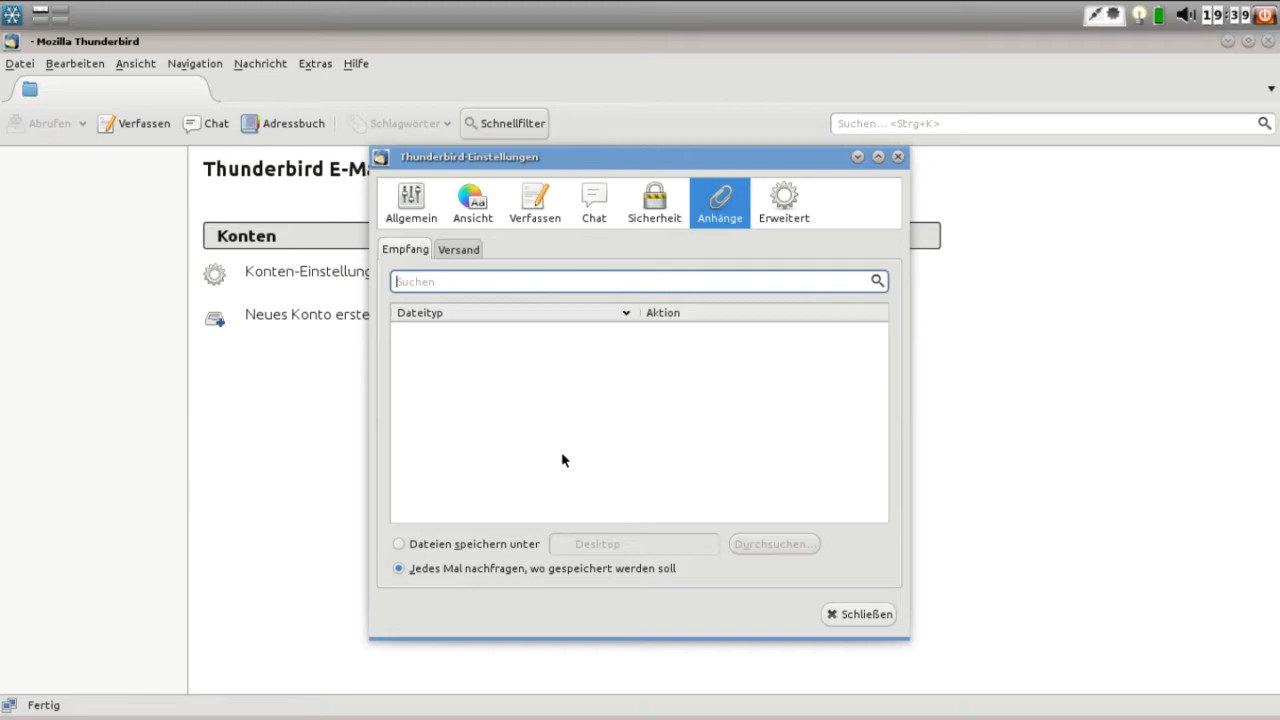 19:39
- Mozilla Thunderbird
Datei Bearbeiten Ansicht Navigation Nachricht Extras Hilfe
Abrufen Verfassen Chat Adressbuch Schlagwörter Schnellfilter Suchen... <Strg+K>
Thunderbird-Einstellungen
Thunderbird E-Ma
Allgemein Ansicht Verfassen Chat Sicherheit Anhänge Erweitert
Konten
Empfang Versand
Konten-Einstellung
Suchen
Neues Konto erste
Dateityp Aktion
Dateien speichern unter Desktop Durchsuchen...
Jedes Mal nachfragen, wo gespeichert werden soll
Schließen
Fertig